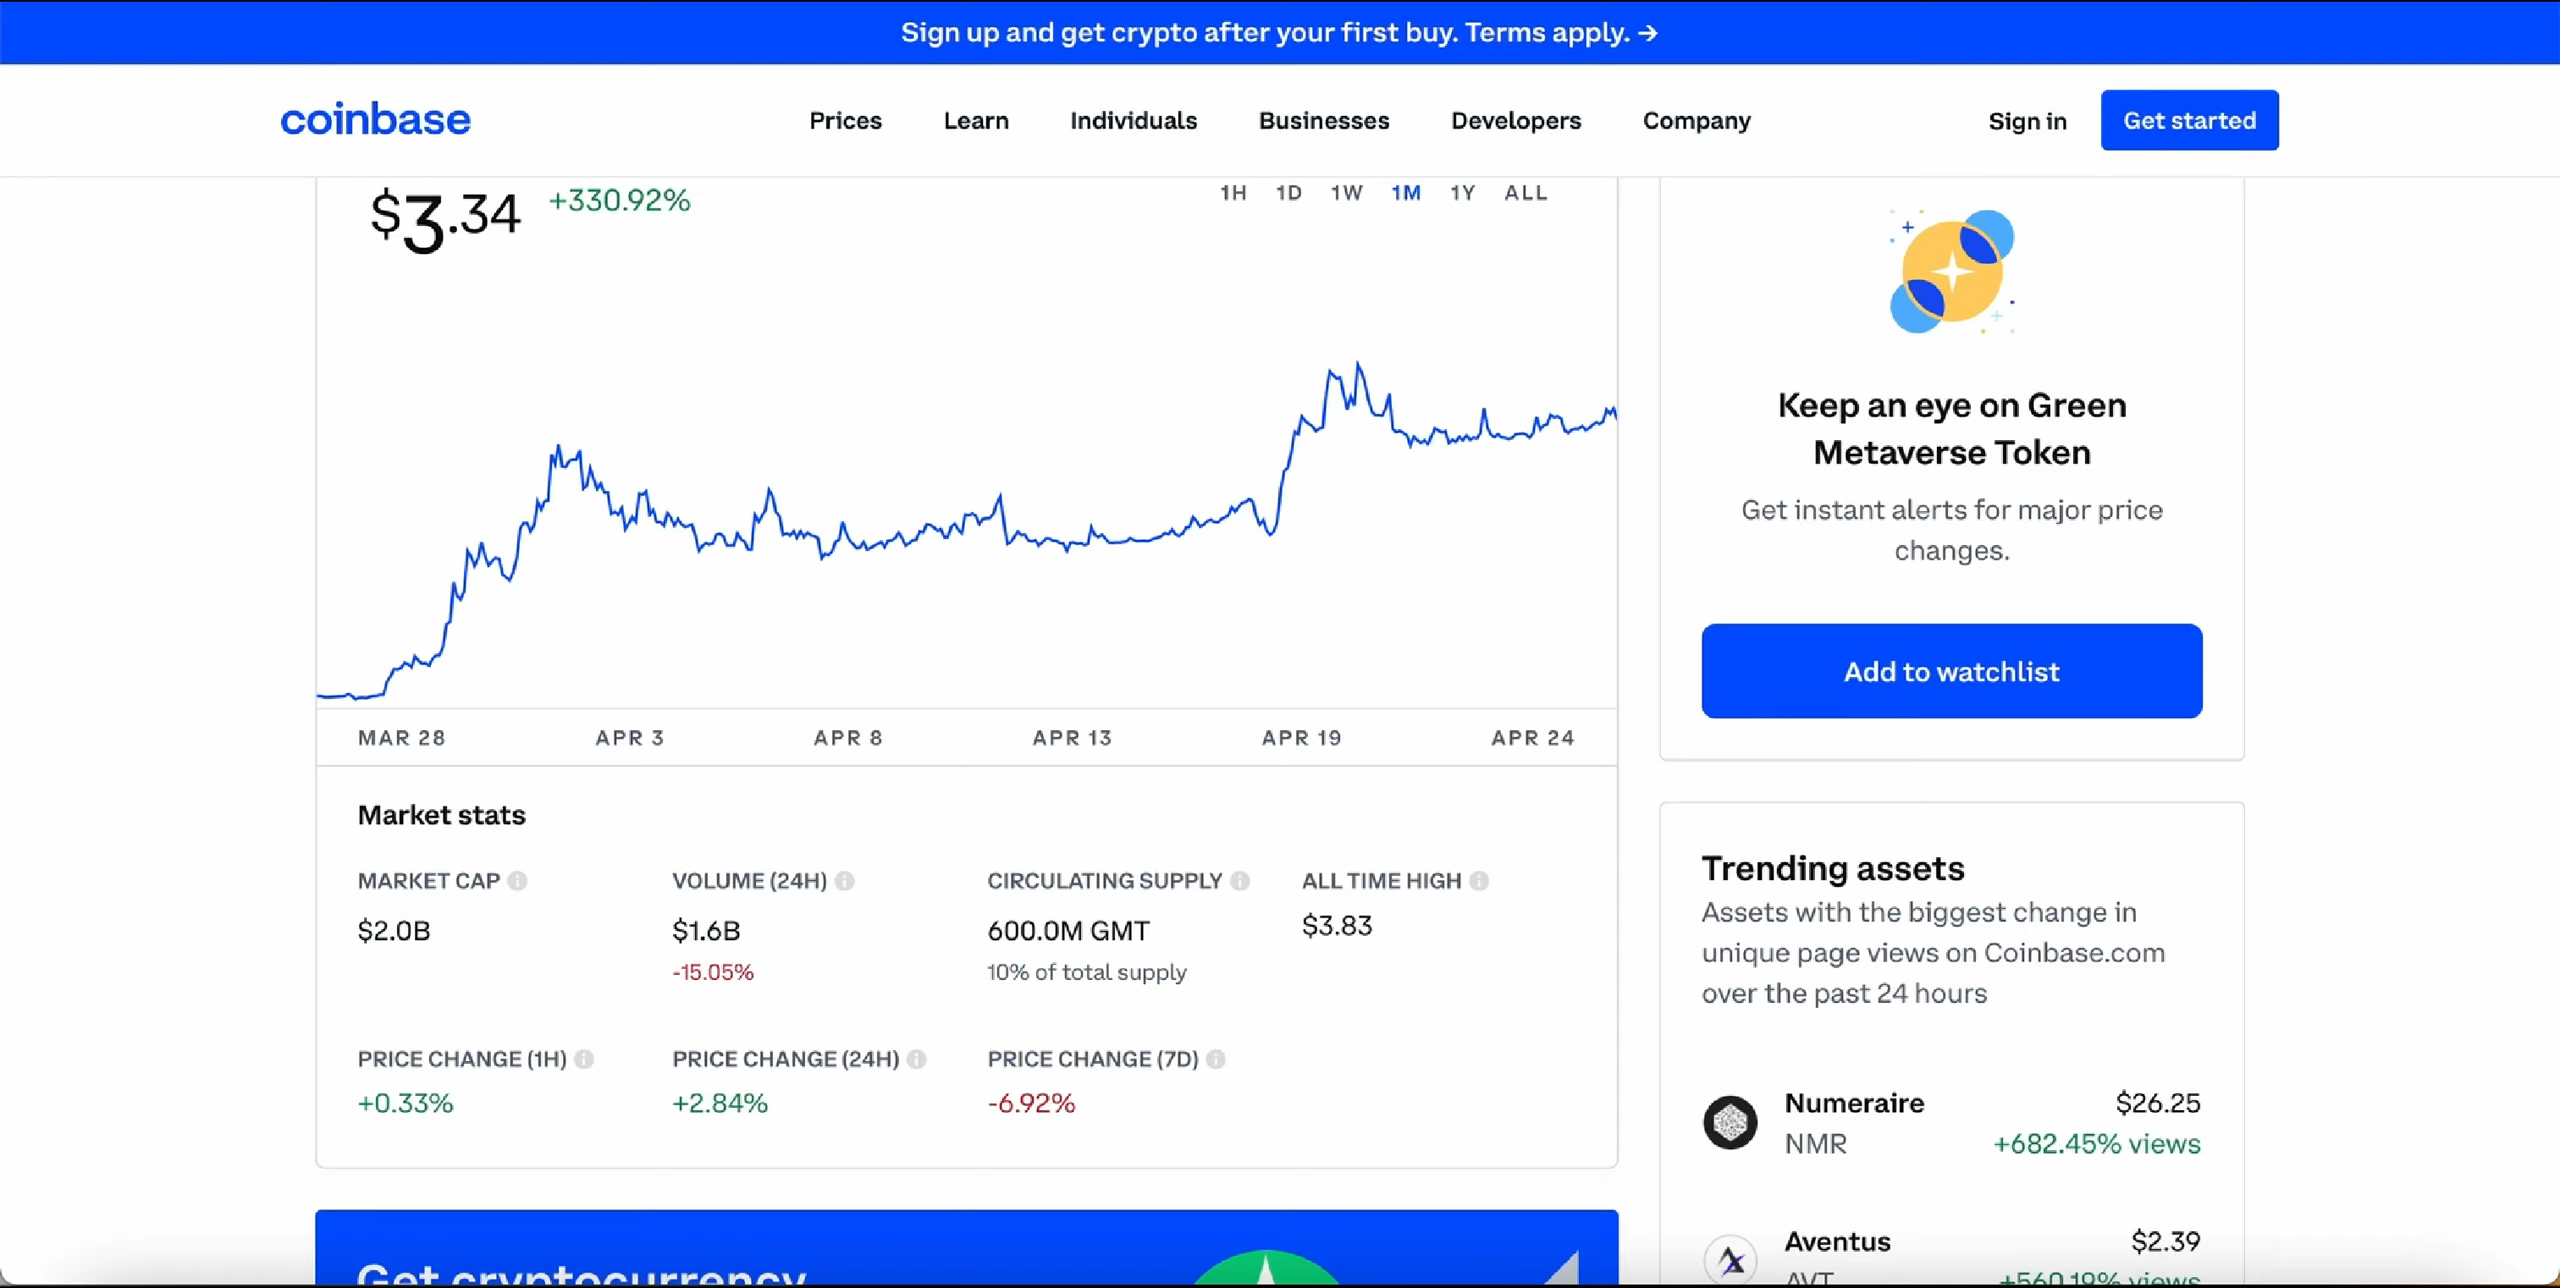 Sign up and get crypto after your first buy. Terms apply. →
coinbase
Prices Learn Individuals Businesses Developers Company
Sign in Get started
$3.34 +330.92%
1H 1D 1W 1M 1Y ALL
MAR 28 APR 3 APR 8 APR 13 APR 19 APR 24
Market stats
MARKET CAP VOLUME (24H) CIRCULATING SUPPLY ALL TIME HIGH
$2.0B $1.6B 600.0M GMT $3.83
-15.05% 10% of total supply
PRICE CHANGE (1H) PRICE CHANGE (24H) PRICE CHANGE (7D)
+0.33% +2.84% -6.92%
Get cryptocurrency
Keep an eye on Green
Metaverse Token
Get instant alerts for major price
changes.
Add to watchlist
Trending assets
Assets with the biggest change in
unique page views on Coinbase.com
over the past 24 hours
Numeraire $26.25
NMR +682.45% views
Aventus $2.39
AVT +560.19% views